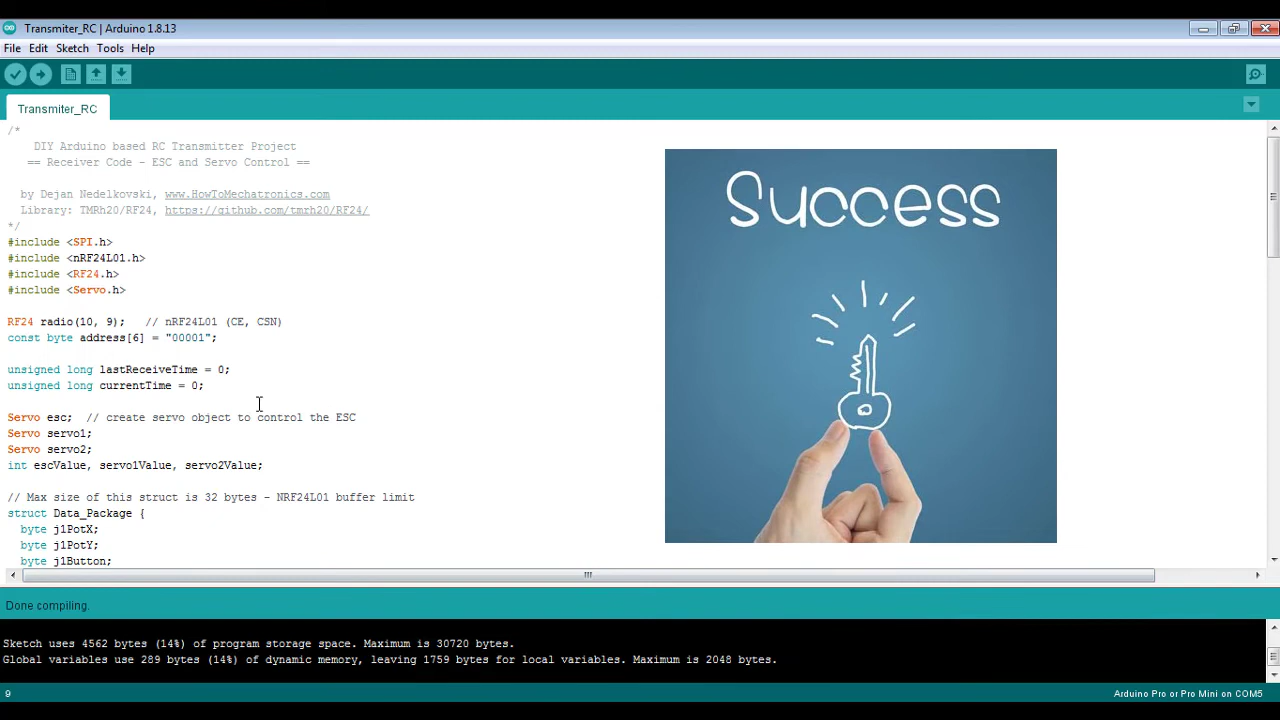 Transmiter_RC | Arduino 1.8.13
File Edit Sketch Tools Help
Transmiter_RC
/*
DIY Arduino based RC Transmitter Project
== Receiver Code - ESC and Servo Control ==
by Dejan Nedelkovski, www.HowToMechatronics.com
Library: TMRh20/RF24, https://github.com/tmrh20/RF24/
*/
#include <SPI.h>
#include <nRF24L01.h>
#include <RF24.h>
#include <Servo.h>
RF24 radio(10, 9);   // nRF24L01 (CE, CSN)
const byte address[6] = "00001";
unsigned long lastReceiveTime = 0;
unsigned long currentTime = 0;
Servo esc;  // create servo object to control the ESC
Servo servo1;
Servo servo2;
int escValue, servo1Value, servo2Value;
// Max size of this struct is 32 bytes - NRF24L01 buffer limit
struct Data_Package {
byte j1PotX;
byte j1PotY;
byte j1Button;
Success
Done compiling.
Sketch uses 4562 bytes (14%) of program storage space. Maximum is 30720 bytes.
Global variables use 289 bytes (14%) of dynamic memory, leaving 1759 bytes for local variables. Maximum is 2048 bytes.
9 Arduino Pro or Pro Mini on COM5